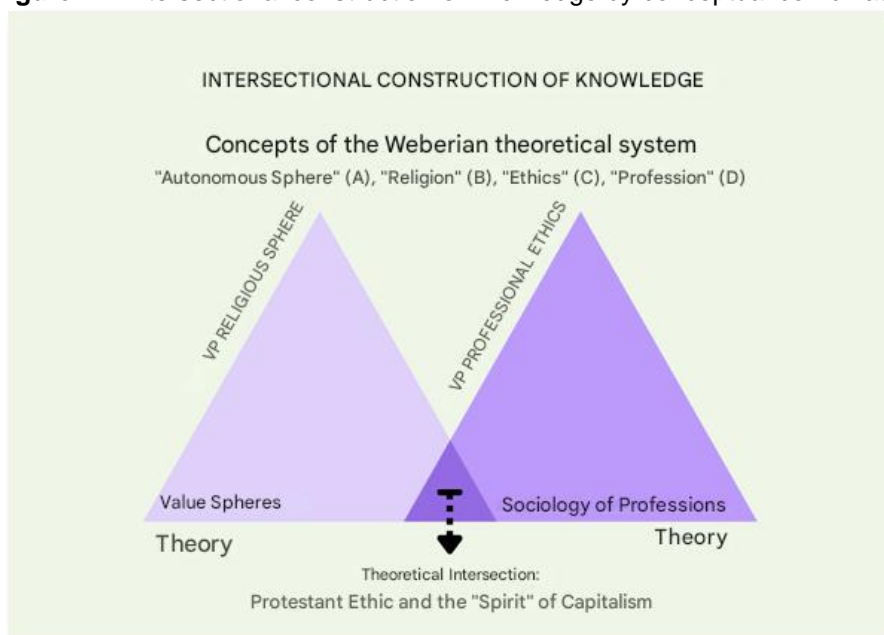 INTERSECTIONAL CONSTRUCTION OF KNOWLEDGE
Concepts of the Weberian theoretical system
"Autonomous Sphere" (A), "Religion" (B), "Ethics" (C), "Profession" (D)
VP RELIGIOUS SPHERE
VP PROFESSIONAL ETHICS
Value Spheres
Sociology of Professions
Theory
Theory
Theoretical Intersection:
Protestant Ethic and the "Spirit" of Capitalism